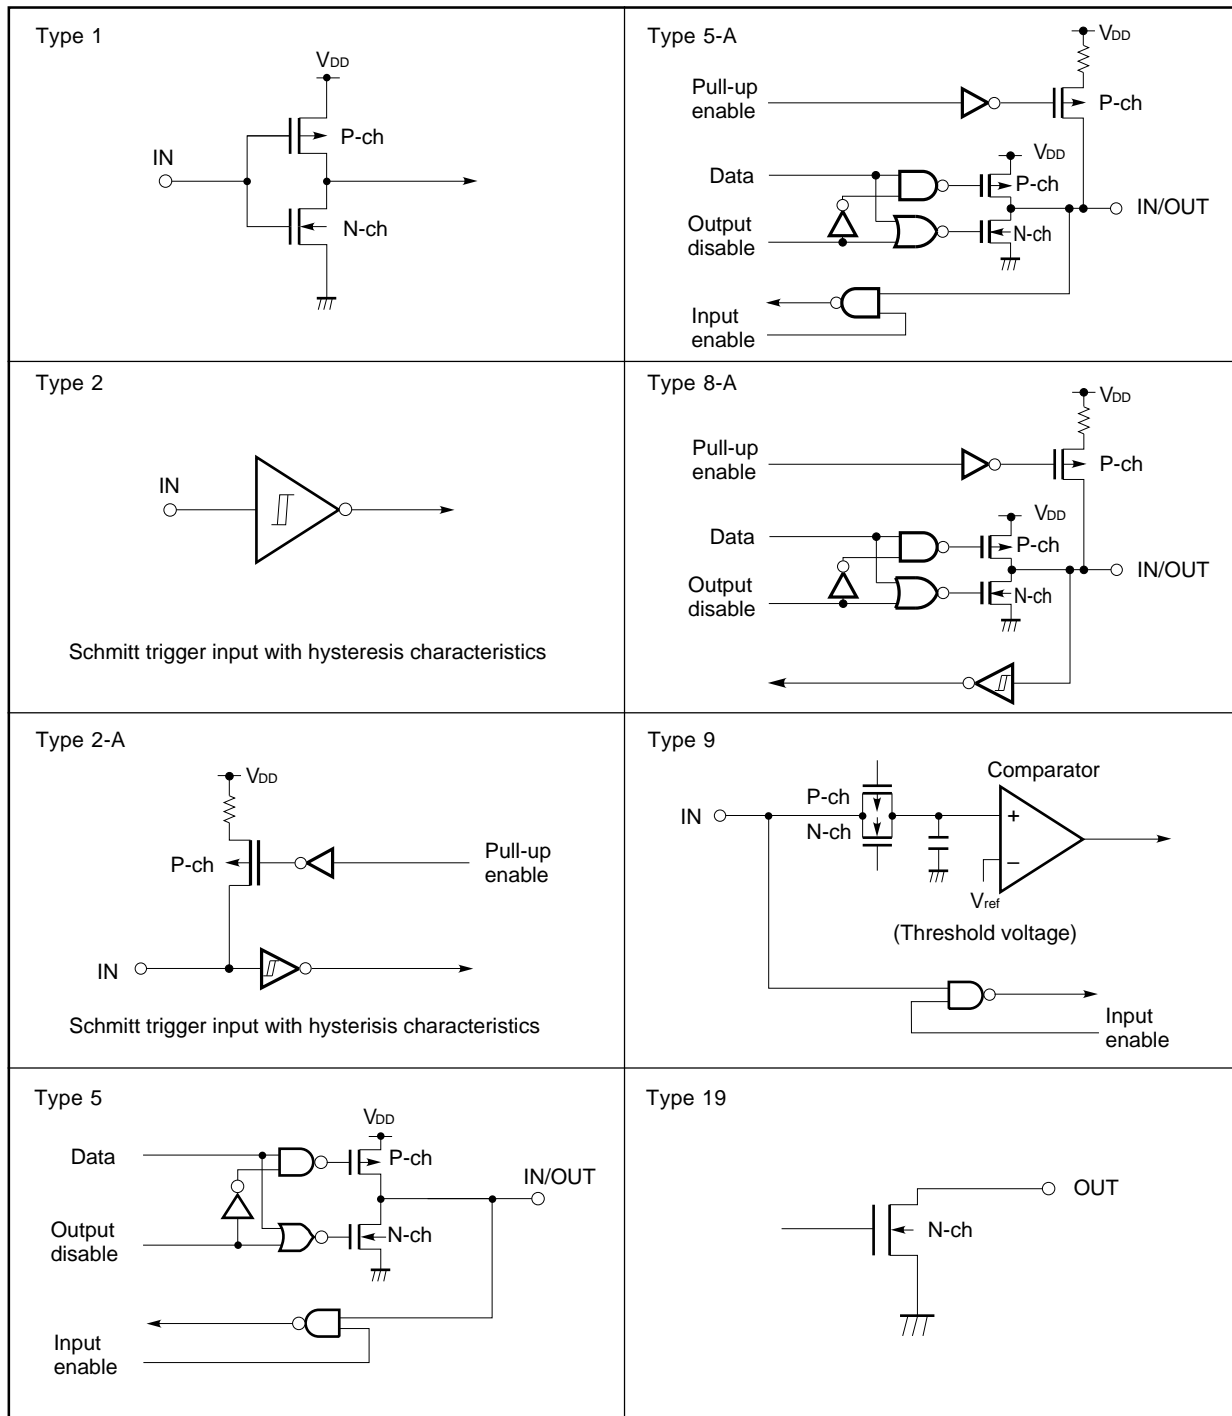 Type 1
VDD
P-ch
IN
N-ch
Type 5-A
VDD
Pull-up
enable
P-ch
VDD
Data
P-ch
IN/OUT
Output
disable
N-ch
Input
enable
Type 2
IN
Schmitt trigger input with hysteresis characteristics
Type 8-A
VDD
Pull-up
enable
P-ch
VDD
Data
P-ch
IN/OUT
Output
disable
N-ch
Type 2-A
VDD
P-ch
Pull-up
enable
IN
Schmitt trigger input with hysterisis characteristics
Type 9
Comparator
P-ch
IN
N-ch
+
–
Vref
(Threshold voltage)
Input
enable
Type 5
VDD
Data
P-ch
IN/OUT
Output
disable
N-ch
Input
enable
Type 19
OUT
N-ch